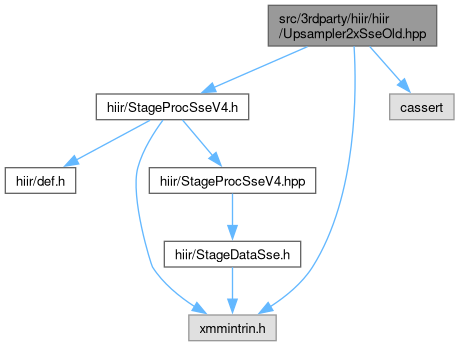 src/3rdparty/hiir/hiir
/Upsampler2xSseOld.hpp
hiir/StageProcSseV4.h
cassert
hiir/def.h
hiir/StageProcSseV4.hpp
hiir/StageDataSse.h
xmmintrin.h